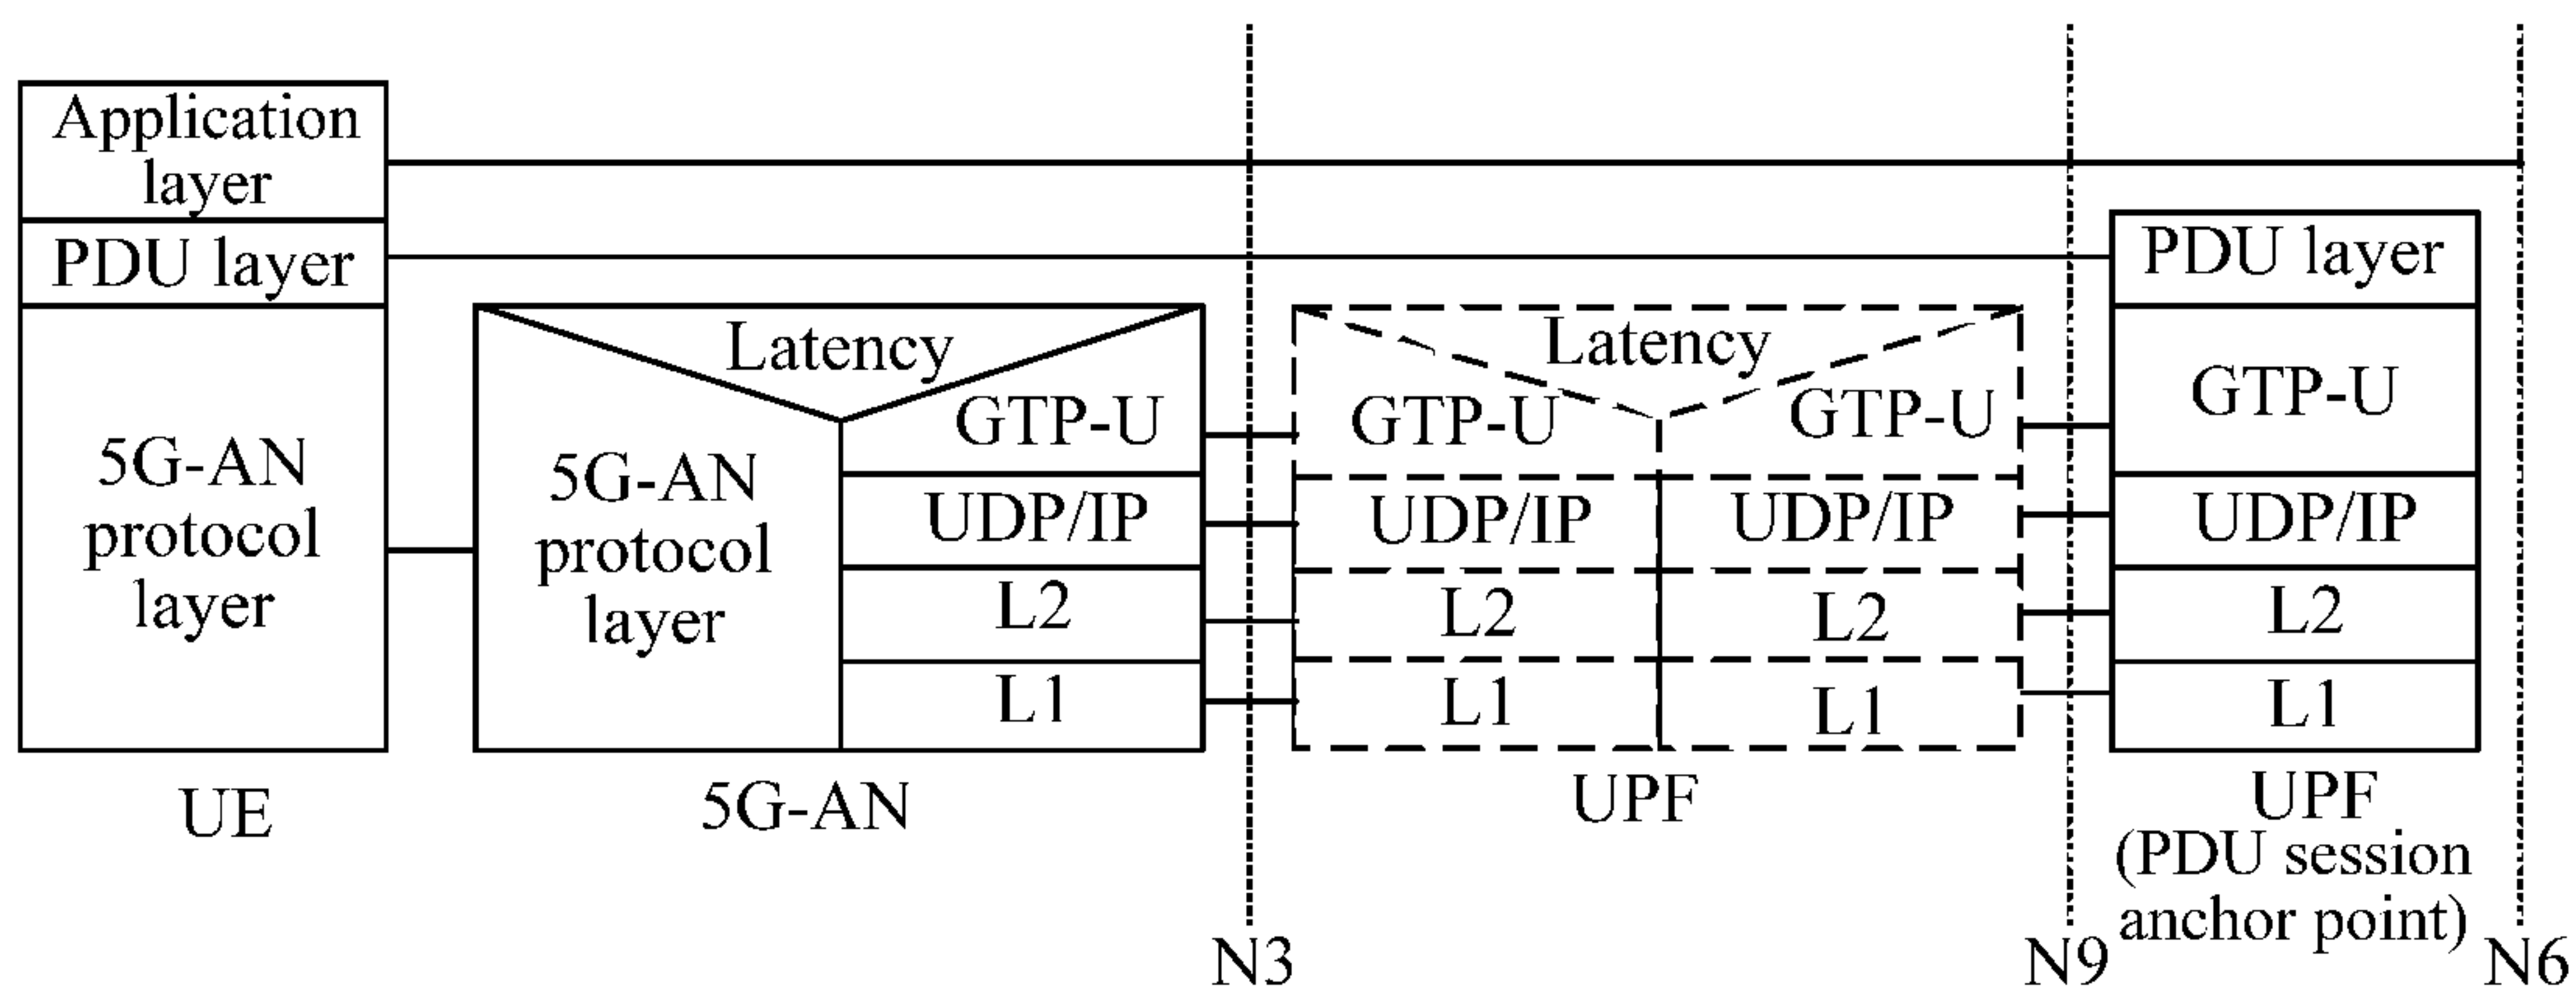 Application
layer
PDU layer
5G-AN
protocol
layer
UE
Latency
5G-AN
protocol
layer
GTP-U
UDP/IP
L2
L1
5G-AN
N3
Latency
GTP-U
GTP-U
UDP/IP
UDP/IP
L2
L2
L1
L1
UPF
N9
PDU layer
GTP-U
UDP/IP
L2
L1
UPF
(PDU session
anchor point)
N6